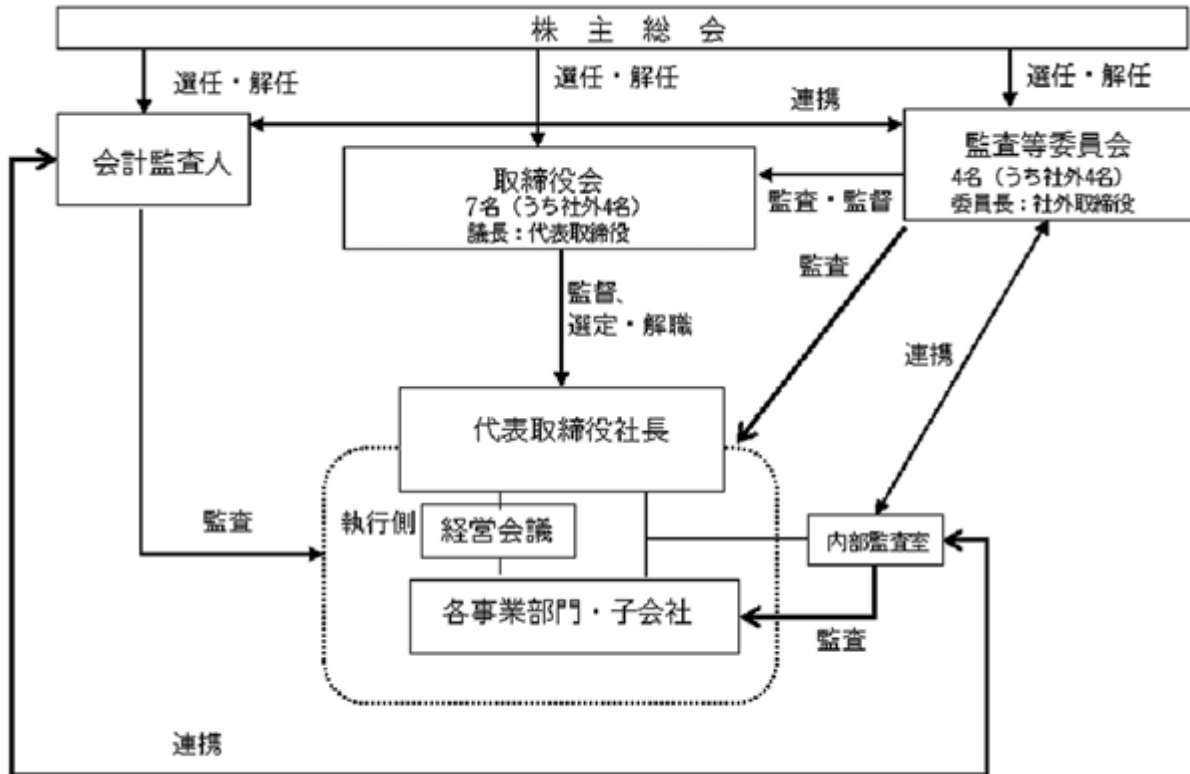 株主総会
選任・解任
選任・解任
選任・解任
連携
会計監査人
取締役会
7名（うち社外4名）
議長：代表取締役
監査・監督
監査等委員会
4名（うち社外4名）
委員長：社外取締役
監査
監督、
選定・解職
連携
代表取締役社長
監査
執行側
経営会議
内部監査室
各事業部門・子会社
監査
連携